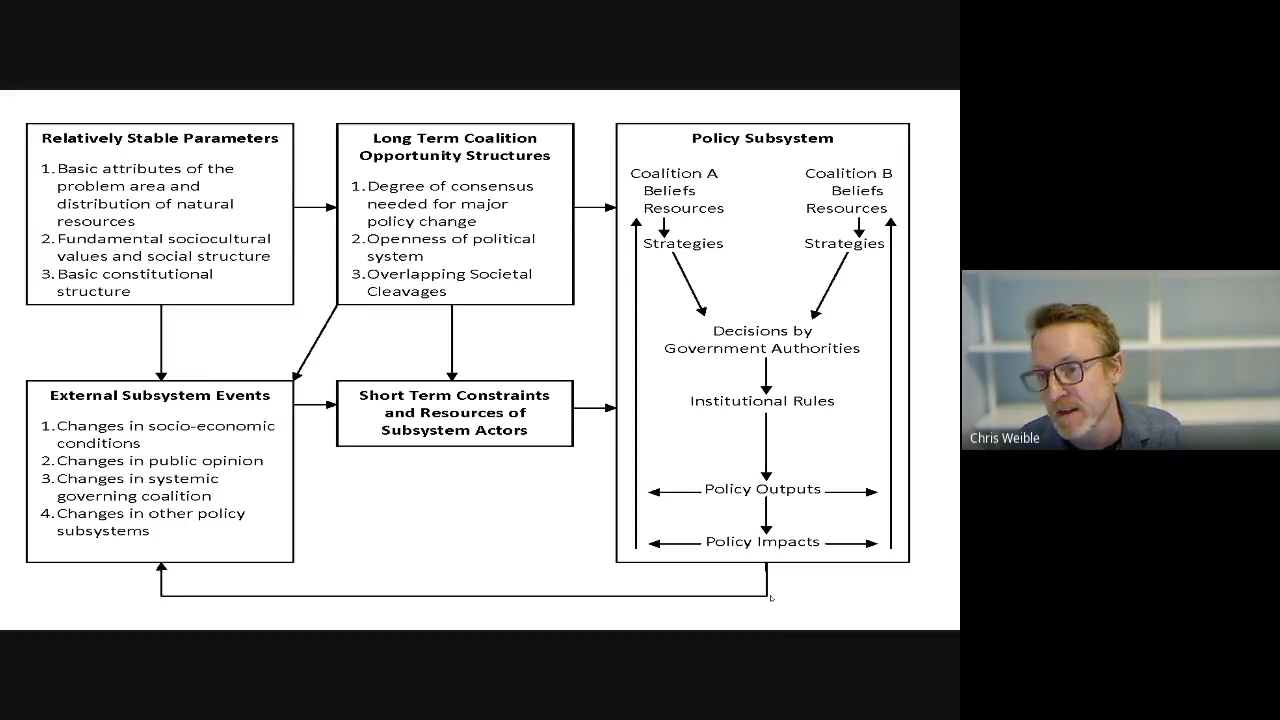 Relatively Stable Parameters
1. Basic attributes of the
problem area and
distribution of natural
resources
2. Fundamental sociocultural
values and social structure
3. Basic constitutional
structure
Long Term Coalition
Opportunity Structures
1. Degree of consensus
needed for major
policy change
2. Openness of political
system
3. Overlapping Societal
Cleavages
External Subsystem Events
1. Changes in socio-economic
conditions
2. Changes in public opinion
3. Changes in systemic
governing coalition
4. Changes in other policy
subsystems
Short Term Constraints
and Resources of
Subsystem Actors
Policy Subsystem
Coalition A
Beliefs
Resources
Strategies
Coalition B
Beliefs
Resources
Strategies
Decisions by
Government Authorities
Institutional Rules
Policy Outputs
Policy Impacts
Chris Weible